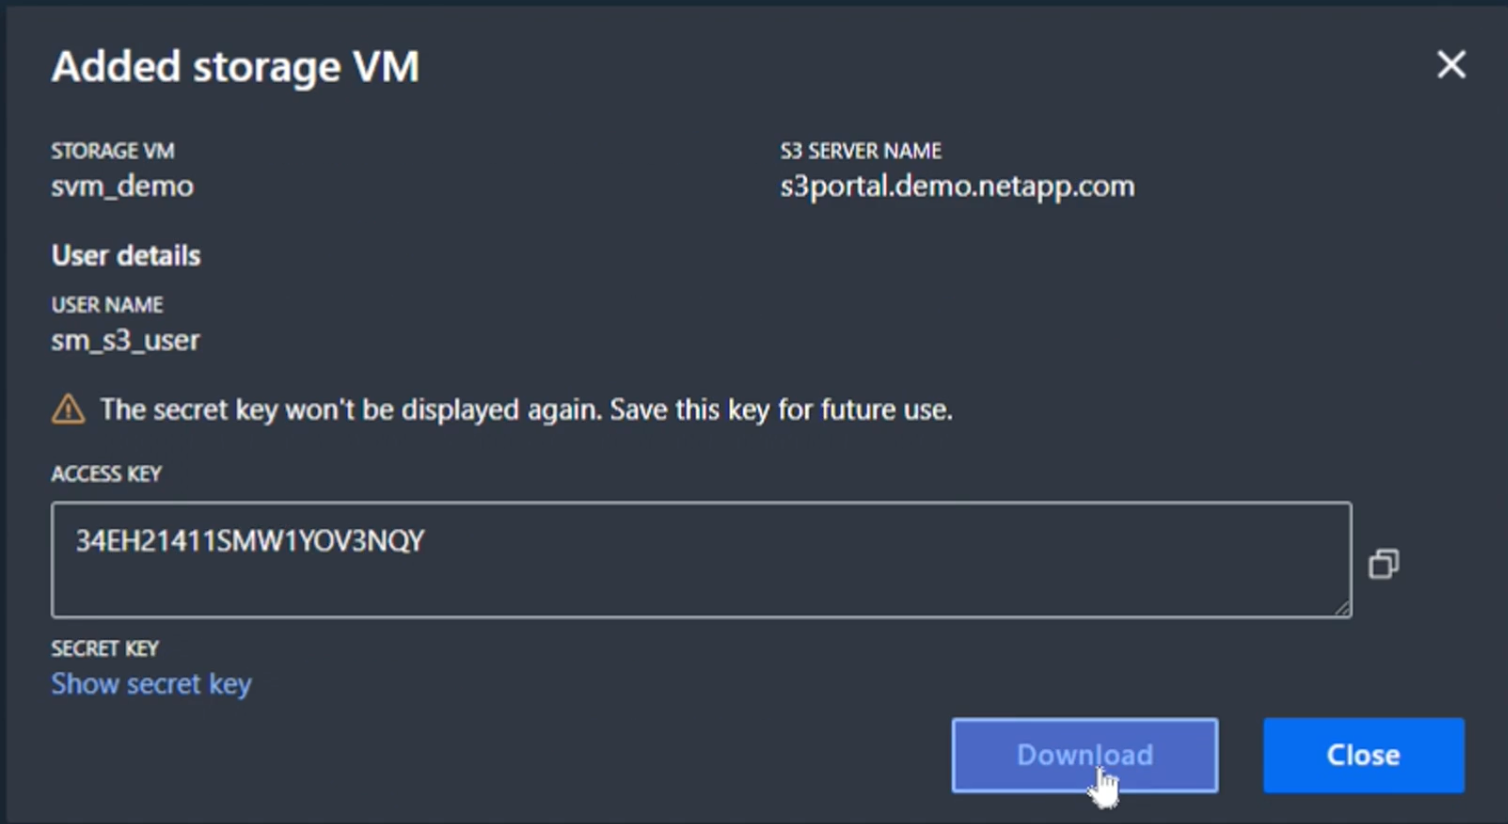 Added storage VM
STORAGE VM
svm_demo
S3 SERVER NAME
s3portal.demo.netapp.com
User details
USER NAME
sm_s3_user
The secret key won't be displayed again. Save this key for future use.
ACCESS KEY
34EH21411SMW1YOV3NQY
SECRET KEY
Show secret key
Download
Close